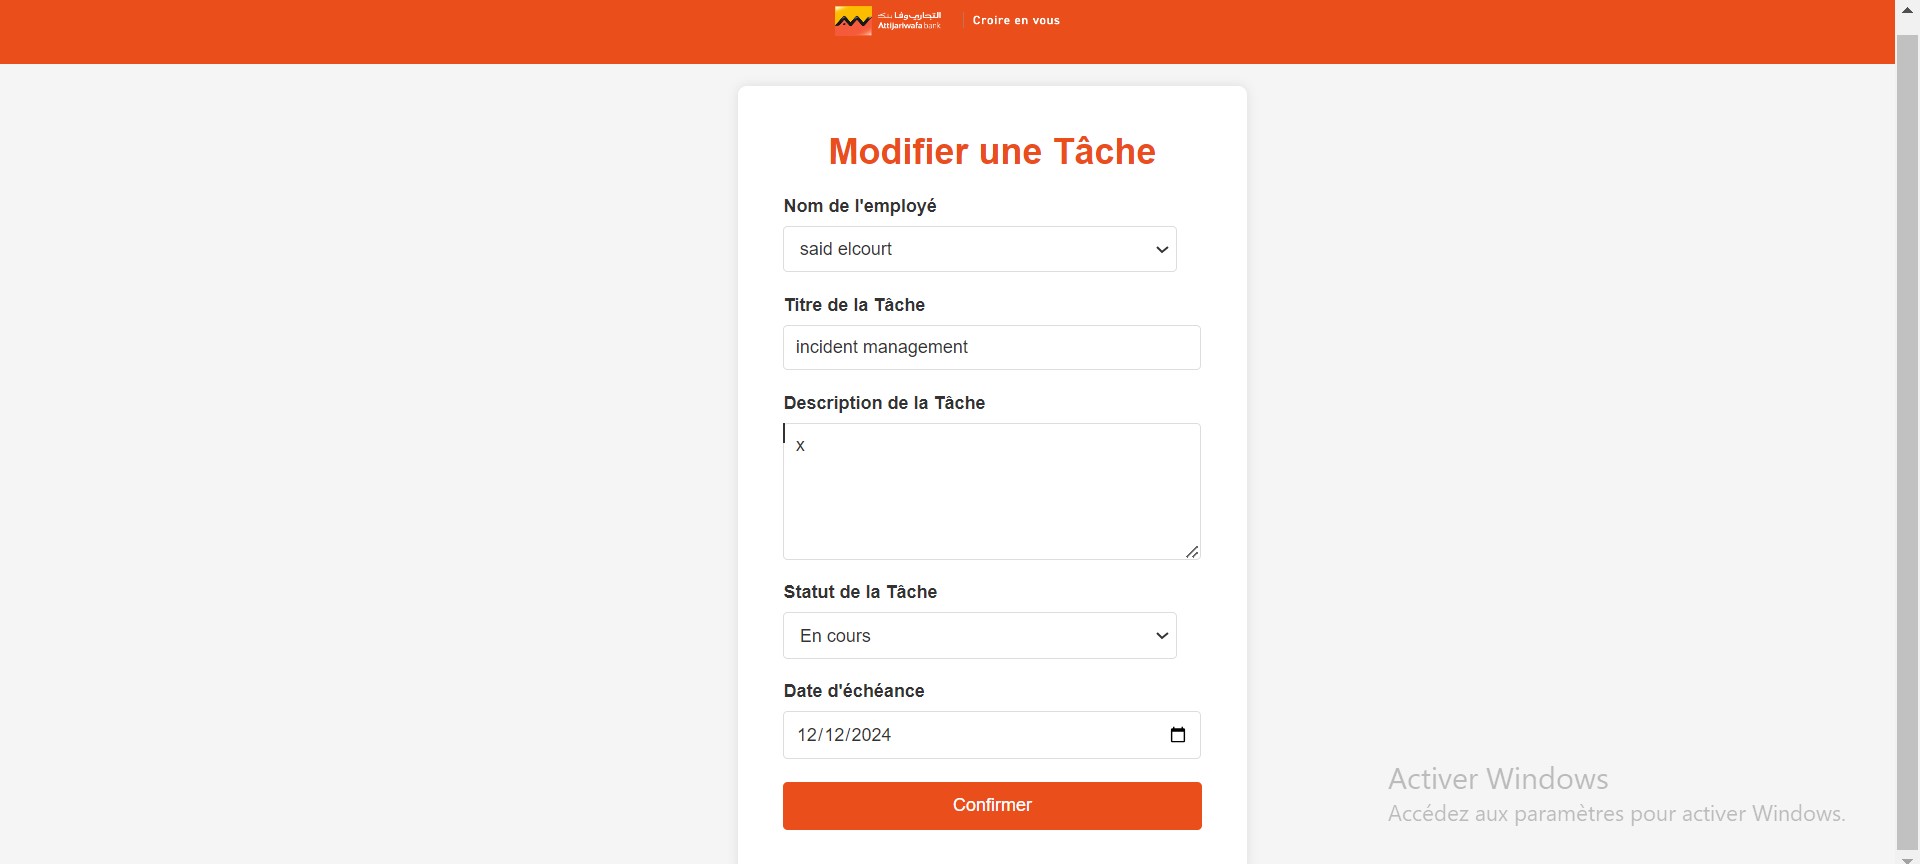 التجاري وفا بنك
Attijariwafa bank
Croire en vous
Modifier une Tâche
Nom de l'employé
said elcourt
Titre de la Tâche
incident management
Description de la Tâche
x
Statut de la Tâche
En cours
Date d'échéance
12/12/2024
Confirmer
Activer Windows
Accédez aux paramètres pour activer Windows.